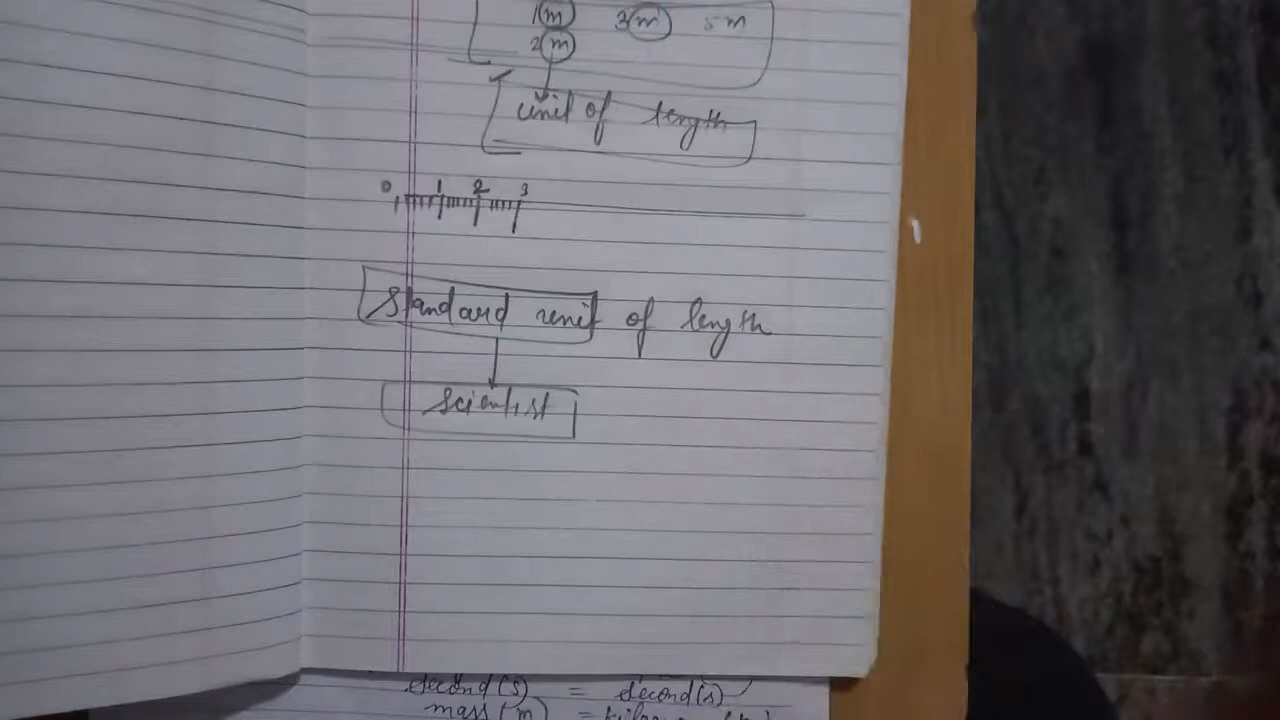 1m 3m 5m
2m
unit of length
0 1 2 3
Standard unit of length
Scientist
second(s) = second(s)
mass (m) =